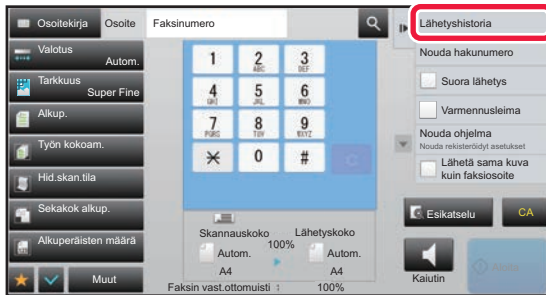 Osoitekirja
Osoite
Faksinumero
Lähetyshistoria
Valotus
Autom.
Tarkkuus
Super Fine
Alkup.
Työn kokoam.
Hid.skan.tila
Sekakok alkup.
Alkuperäisten määrä
Muut
1
2
ABC
3
DEF
4
GHI
5
JKL
6
MNO
7
PQRS
8
TUV
9
WXYZ
0
#
C
Skannauskoko
100%
Lähetyskoko
Autom.
Autom.
A4
A4
Faksin vast.ottomuisti : 100%
Nouda hakunumero
Suora lähetys
Varmennusleima
Nouda ohjelma
Nouda rekisteröidyt asetukset
Lähetä sama kuva
kuin faksiosoite
Esikatselu
CA
Kaiutin
Aloita